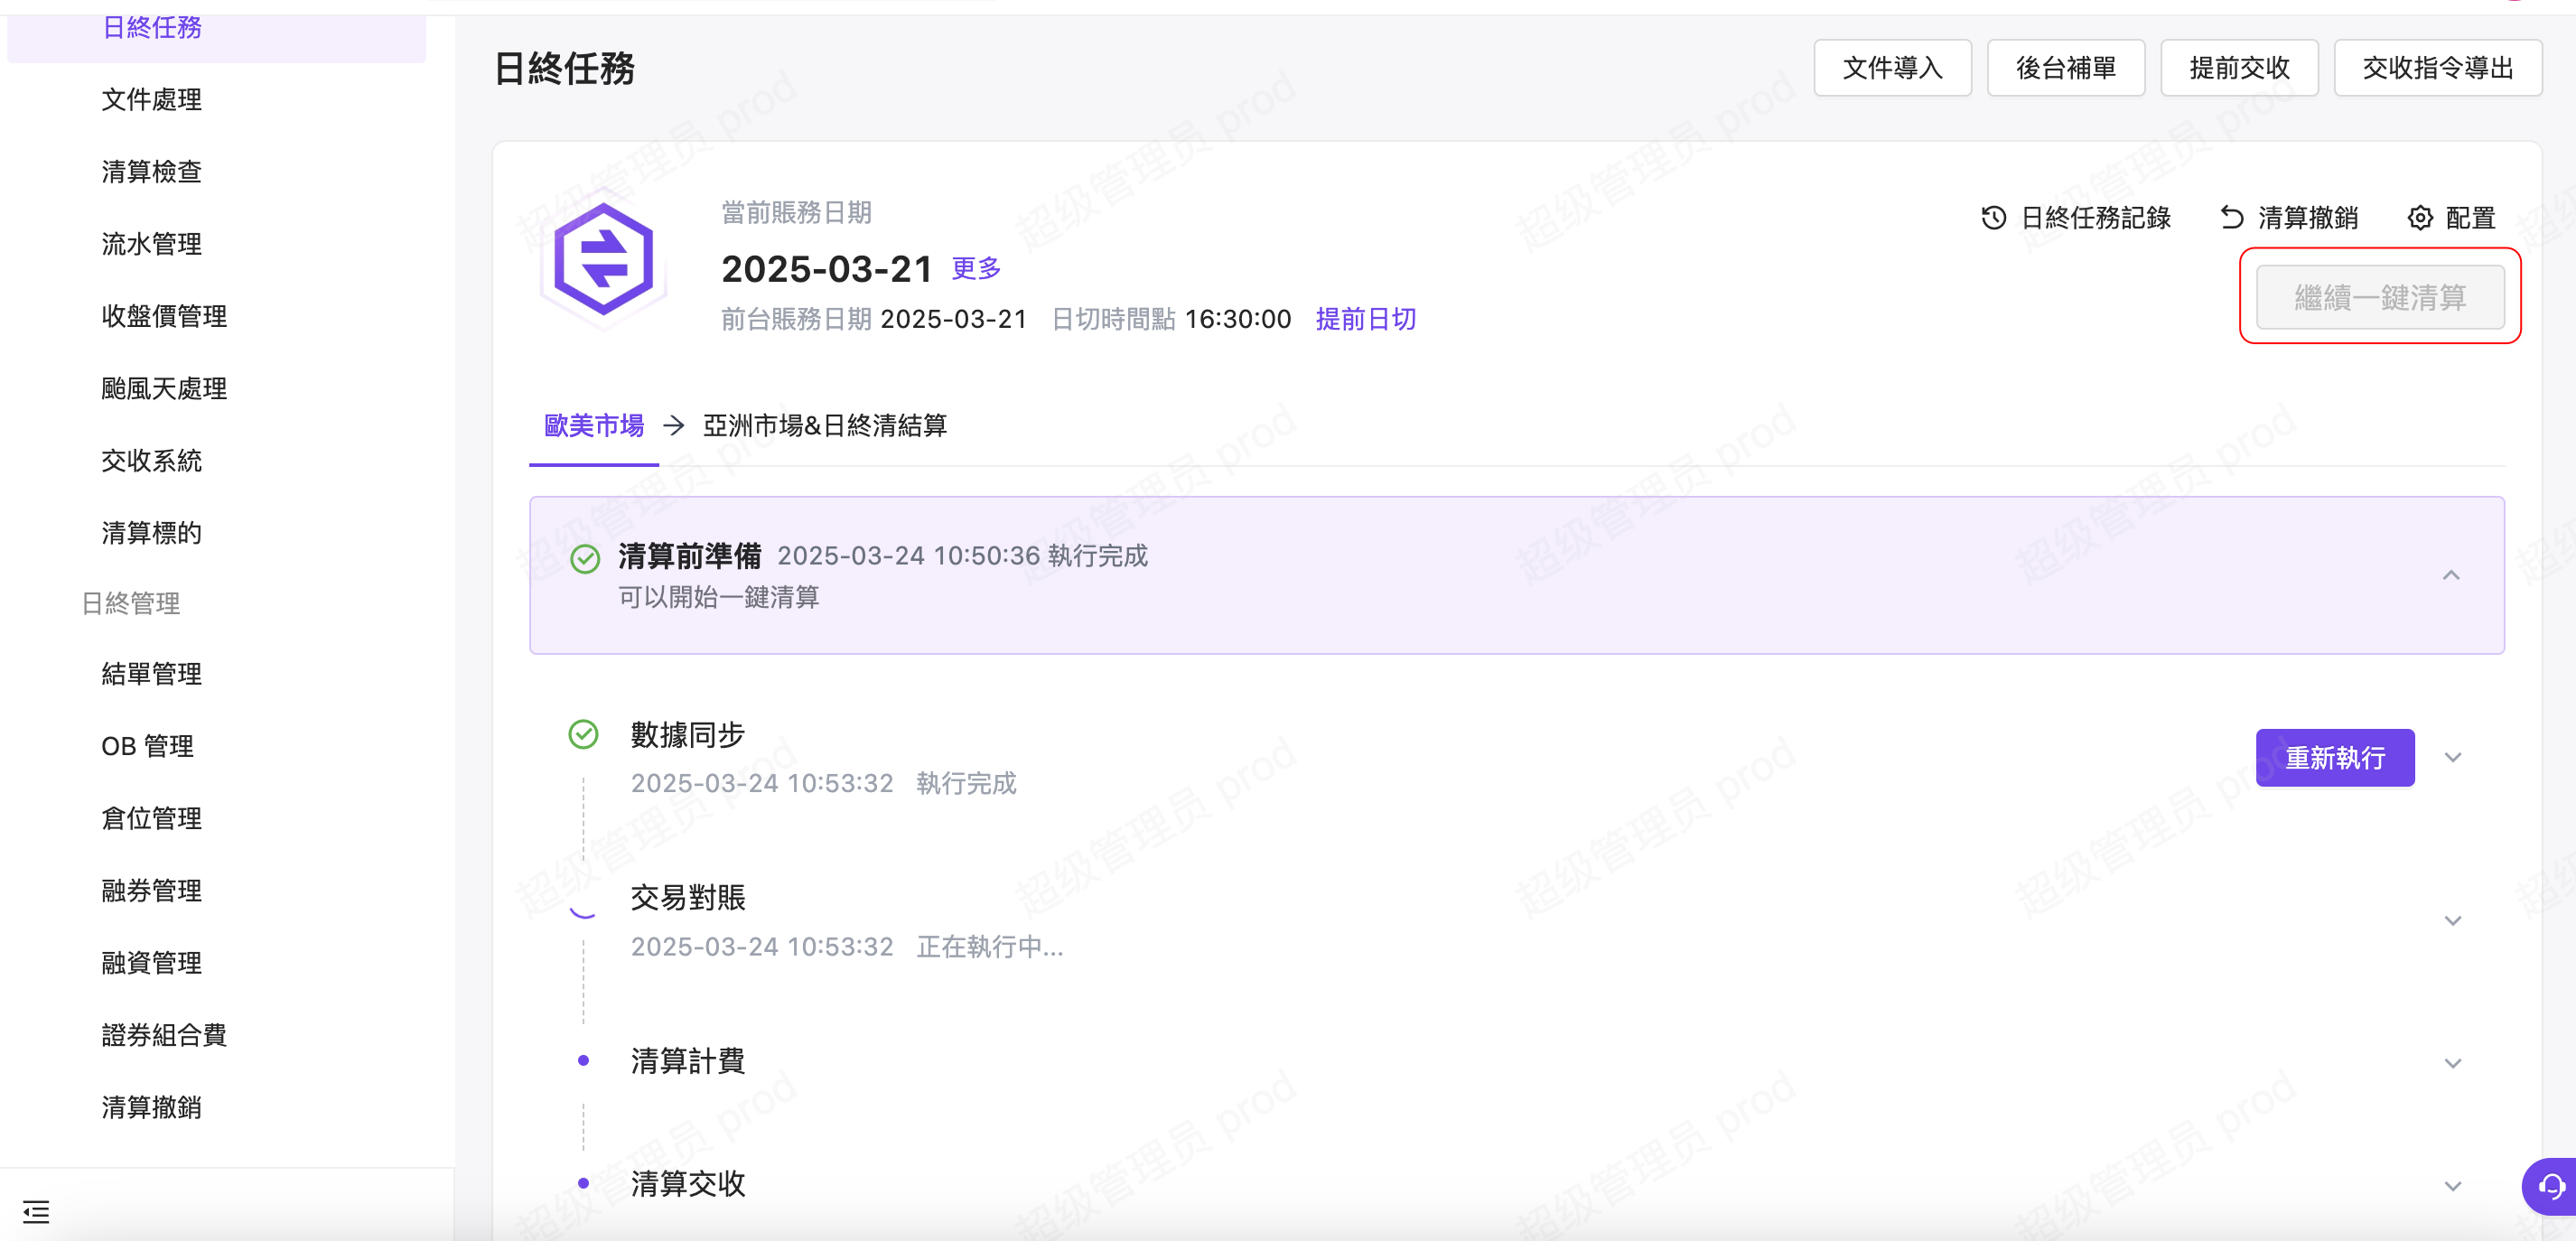 日終任務
文件處理
清算檢查
流水管理
收盤價管理
颱風天處理
交收系統
清算標的
日終管理
結單管理
OB 管理
倉位管理
融券管理
融資管理
證券組合費
清算撤銷
日終任務
文件導入 後台補單 提前交收 交收指令導出
當前賬務日期
2025-03-21 更多
前台賬務日期 2025-03-21 日切時間點 16:30:00 提前日切
日終任務記錄 清算撤銷 配置
繼續一鍵清算
歐美市場 → 亞洲市場&日終清結算
清算前準備 2025-03-24 10:50:36 執行完成
可以開始一鍵清算
數據同步
2025-03-24 10:53:32 執行完成
重新執行
交易對賬
2025-03-24 10:53:32 正在執行中...
清算計費
清算交收
超级管理员 prod